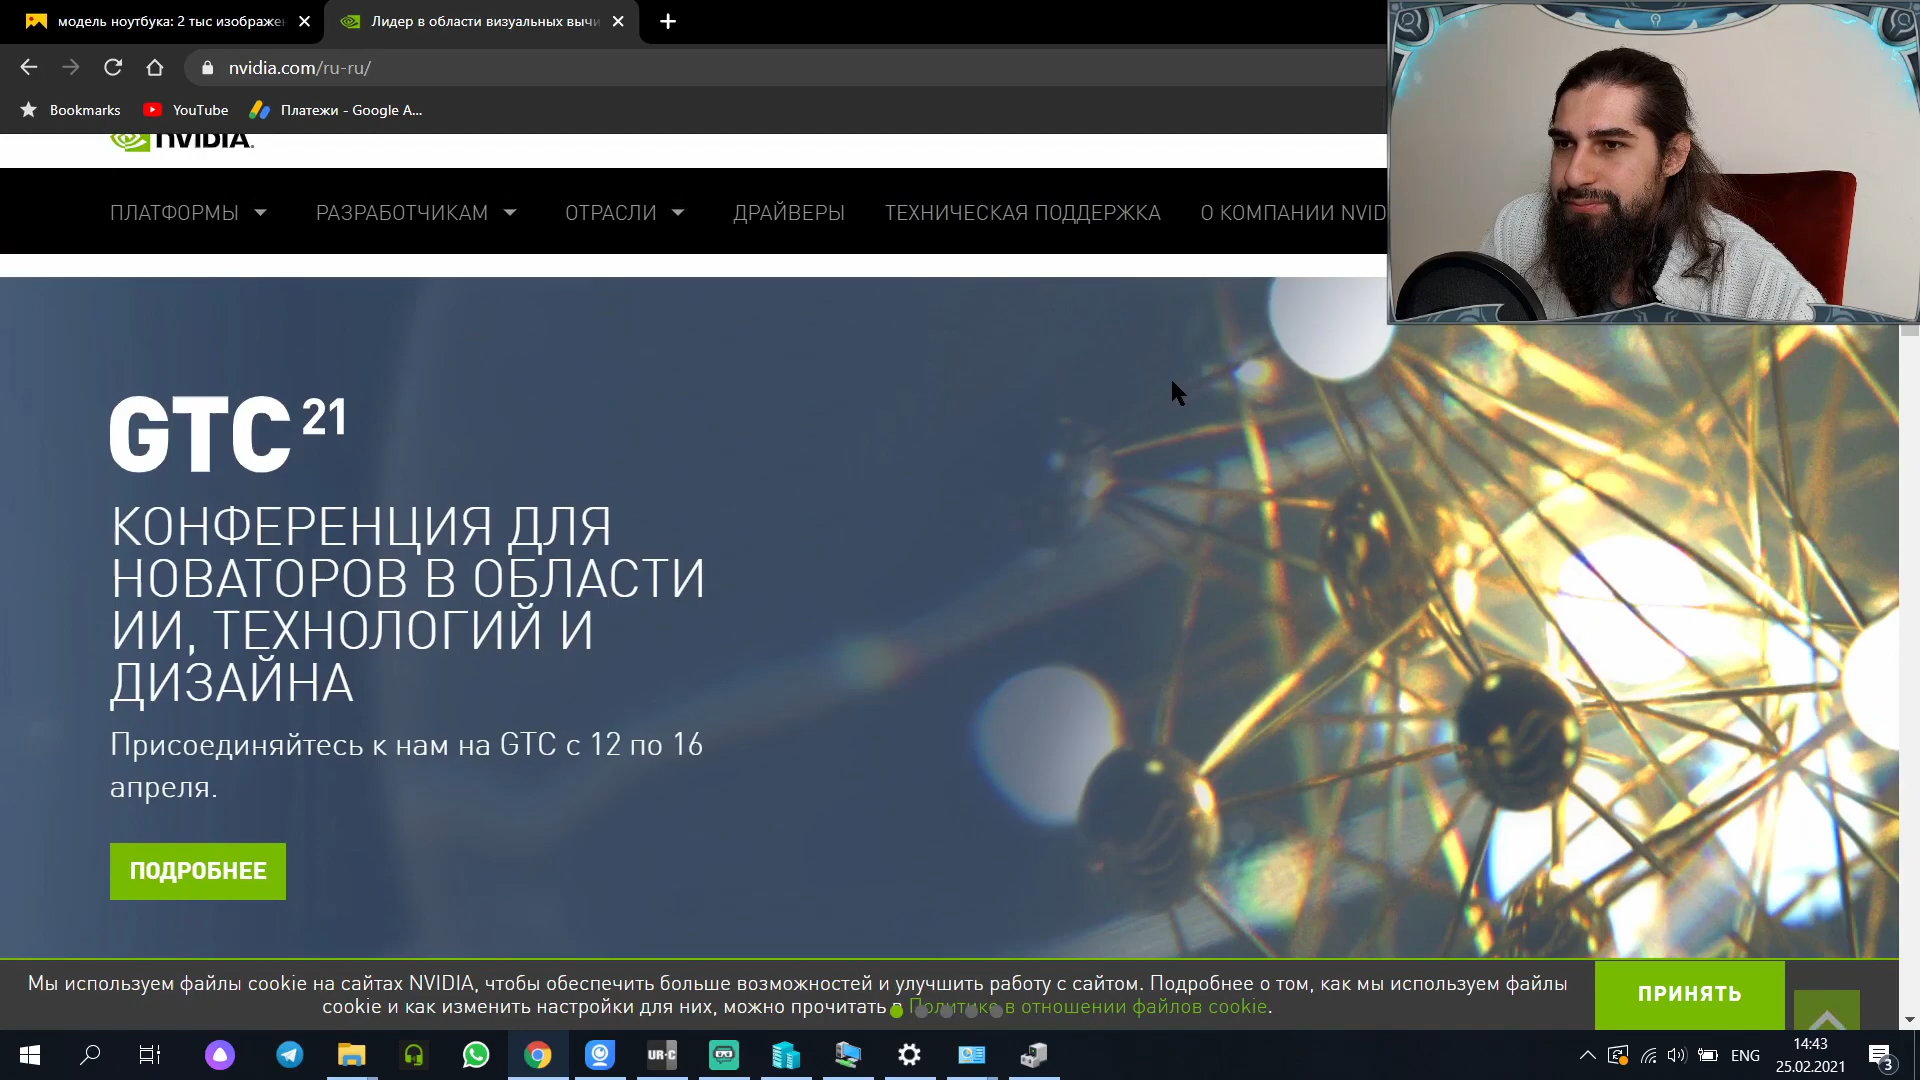 модель ноутбука: 2 тыс изображе
Лидер в области визуальных вычи
nvidia.com/ru-ru/
Bookmarks
YouTube
Платежи - Google A...
NVIDIA.
ПЛАТФОРМЫ
РАЗРАБОТЧИКАМ
ОТРАСЛИ
ДРАЙВЕРЫ
ТЕХНИЧЕСКАЯ ПОДДЕРЖКА
О КОМПАНИИ NVID
GTC 21
КОНФЕРЕНЦИЯ ДЛЯ
НОВАТОРОВ В ОБЛАСТИ
ИИ, ТЕХНОЛОГИЙ И
ДИЗАЙНА
Присоединяйтесь к нам на GTC с 12 по 16
апреля.
ПОДРОБНЕЕ
Мы используем файлы cookie на сайтах NVIDIA, чтобы обеспечить больше возможностей и улучшить работу с сайтом. Подробнее о том, как мы используем файлы
cookie и как изменить настройки для них, можно прочитать в Политике в отношении файлов cookie.
ПРИНЯТЬ
UR-C
ENG
14:43
25.02.2021
3